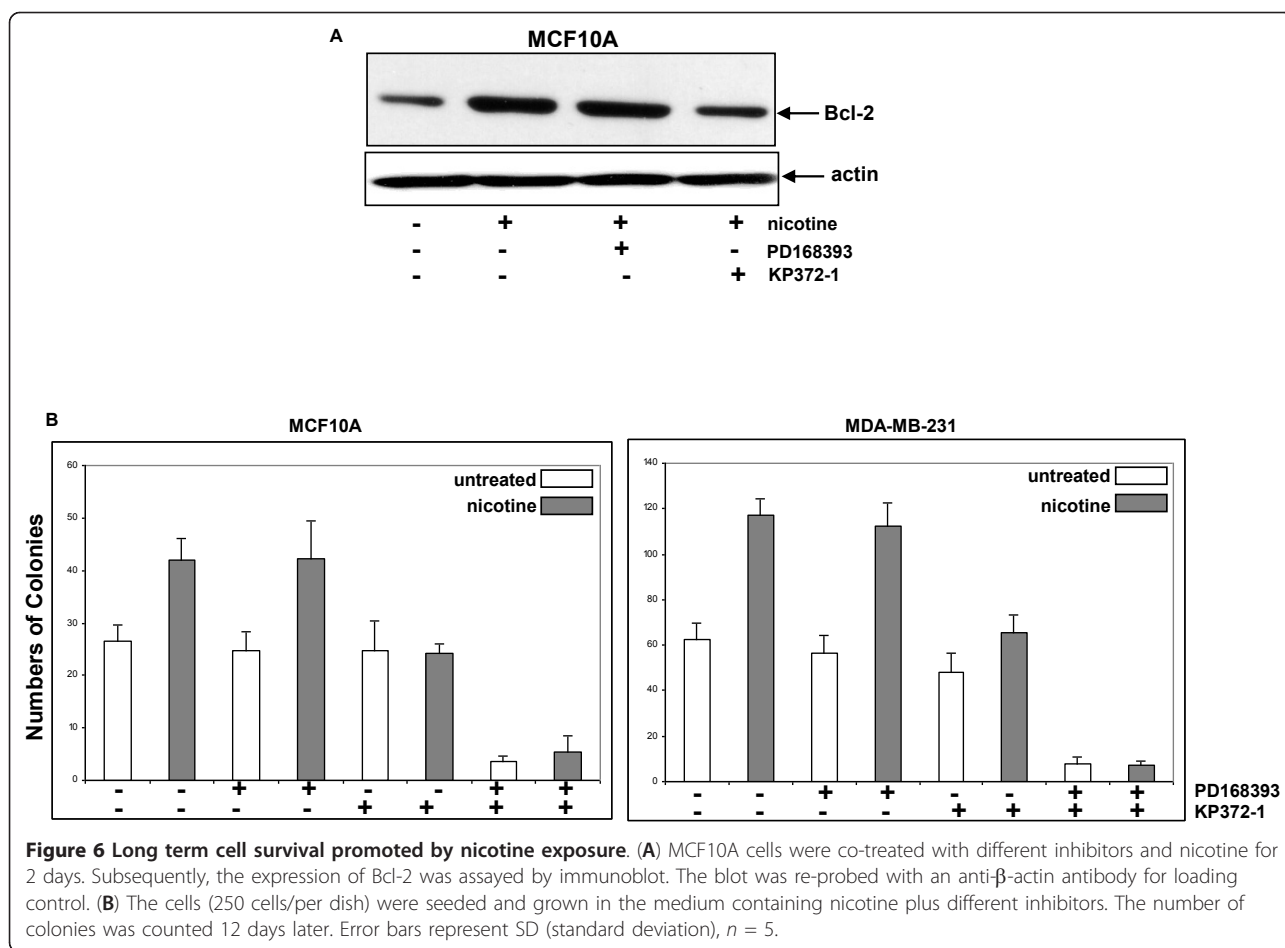 A
MCF10A
Bcl-2
actin
- + + + nicotine
- - + - PD168393
- - - + KP372-1
B
MCF10A
MDA-MB-231
Numbers of Colonies
60
50
40
30
20
10
0
untreated
nicotine
140
120
100
80
60
40
20
0
untreated
nicotine
- - + + - - + + - - + + - - + + PD168393
- - - - + + + + - - - - + + + + KP372-1
Figure 6 Long term cell survival promoted by nicotine exposure. (A) MCF10A cells were co-treated with different inhibitors and nicotine for
2 days. Subsequently, the expression of Bcl-2 was assayed by immunoblot. The blot was re-probed with an anti-β-actin antibody for loading
control. (B) The cells (250 cells/per dish) were seeded and grown in the medium containing nicotine plus different inhibitors. The number of
colonies was counted 12 days later. Error bars represent SD (standard deviation), n = 5.